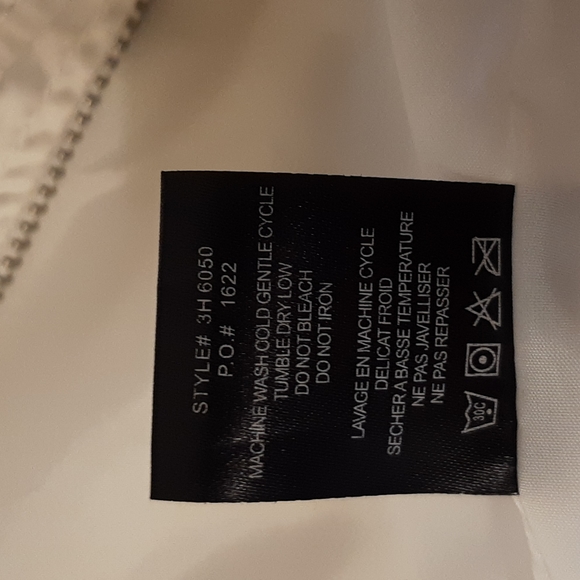 STYLE# 3H 6050
P.O.# 1622
MACHINE WASH COLD GENTLE CYCLE
TUMBLE DRY LOW
DO NOT BLEACH
DO NOT IRON
LAVAGE EN MACHINE CYCLE
DELICAT FROID
SECHER A BASSE TEMPERATURE
NE PAS JAVELLISER
NE PAS REPASSER
30C